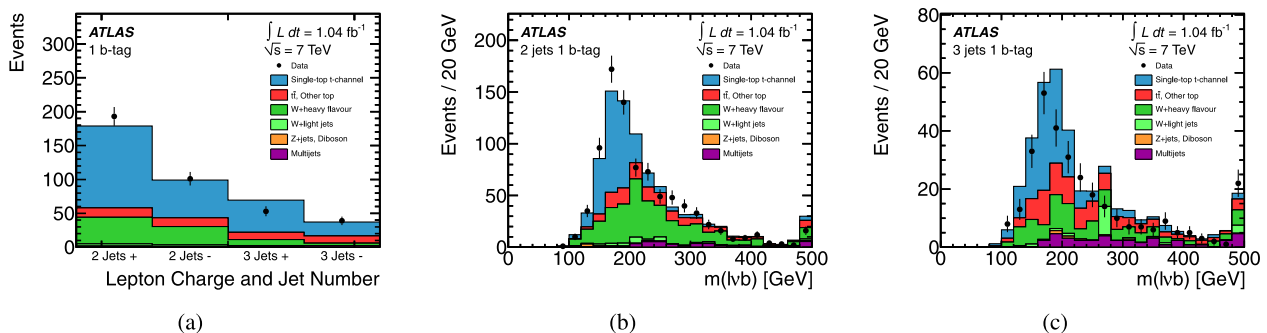 Events
300
250
200
150
100
50
0
ATLAS
1 b-tag
∫ L dt = 1.04 fb⁻¹
√s = 7 TeV
Data
Single-top t-channel
tt̄, Other top
W+heavy flavour
W+light jets
Z+jets, Diboson
Multijets
2 Jets + 2 Jets - 3 Jets + 3 Jets -
Lepton Charge and Jet Number
(a)
Events / 20 GeV
200
150
100
50
0
ATLAS
2 jets 1 b-tag
∫ L dt = 1.04 fb⁻¹
√s = 7 TeV
Data
Single-top t-channel
tt̄, Other top
W+heavy flavour
W+light jets
Z+jets, Diboson
Multijets
0 100 200 300 400 500
m(lνb) [GeV]
(b)
Events / 20 GeV
80
60
40
20
0
ATLAS
3 jets 1 b-tag
∫ L dt = 1.04 fb⁻¹
√s = 7 TeV
Data
Single-top t-channel
tt̄, Other top
W+heavy flavour
W+light jets
Z+jets, Diboson
Multijets
0 100 200 300 400 500
m(lνb) [GeV]
(c)